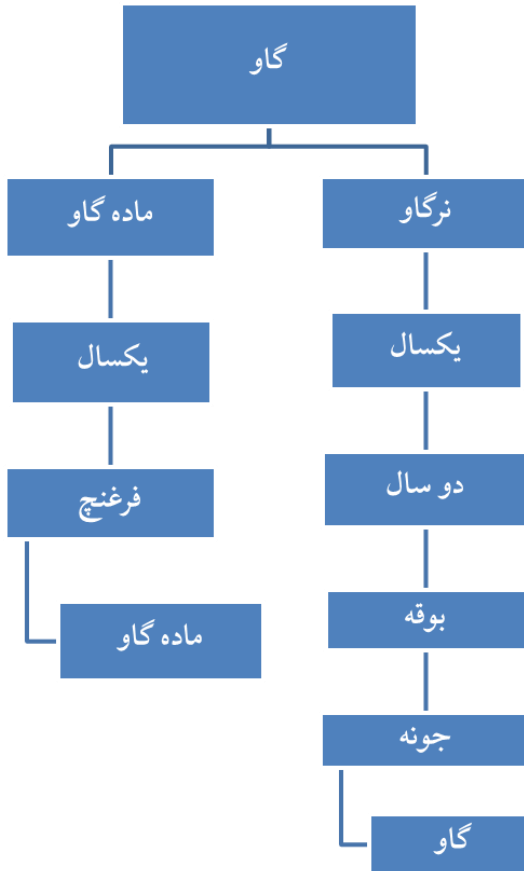 گاو
نرگاو
ماده گاو
یکسال
یکسال
دو سال
فرغنچ
بوقه
ماده گاو
جونه
گاو